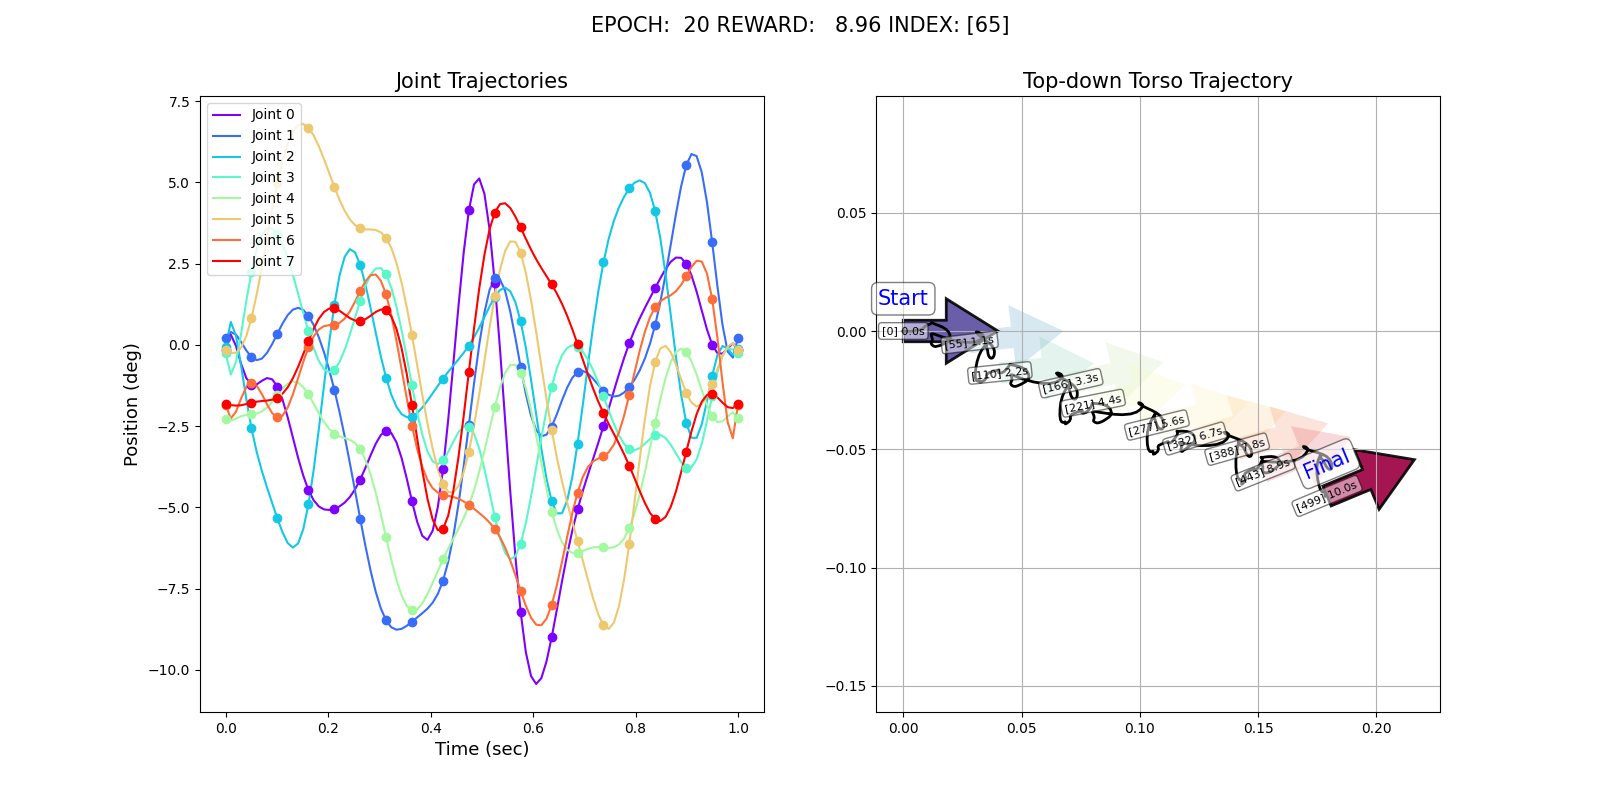 EPOCH:  20 REWARD:   8.96 INDEX: [65]
Joint Trajectories
7.5
5.0
2.5
0.0
−2.5
−5.0
−7.5
−10.0
Position (deg)
Joint 0
Joint 1
Joint 2
Joint 3
Joint 4
Joint 5
Joint 6
Joint 7
0.0
0.2
0.4
0.6
0.8
1.0
Time (sec)
Top-down Torso Trajectory
0.05
0.00
−0.05
−0.10
−0.15
Start
[0] 0.0s
[55] 1.1s
[110] 2.2s
[166] 3.3s
[221] 4.4s
[277] 5.6s
[332] 6.7s
[388] 7.8s
[443] 8.9s
Final
[499] 10.0s
0.00
0.05
0.10
0.15
0.20